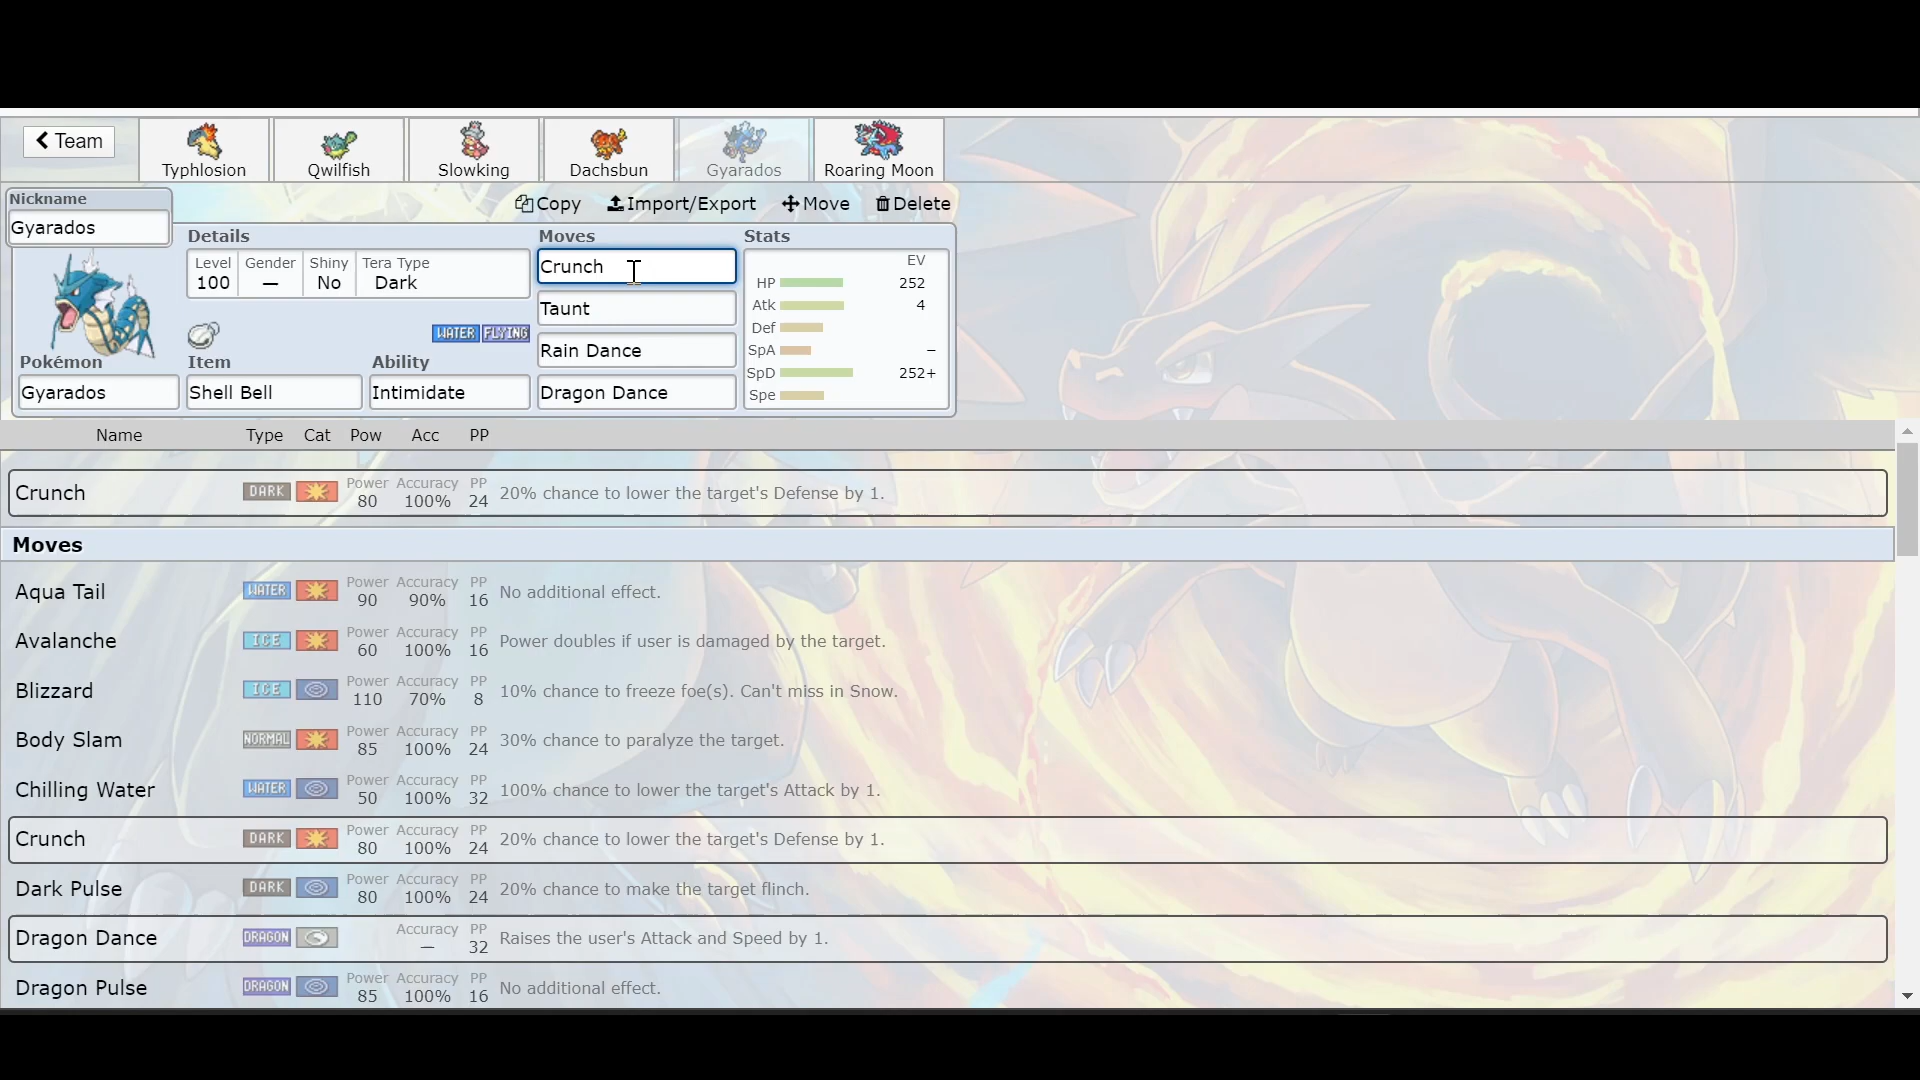 Team
Typhlosion
Qwilfish
Slowking
Dachsbun
Gyarados
Roaring Moon
Nickname
Gyarados
Copy Import/Export Move Delete
Details
Level Gender Shiny Tera Type
100 — No Dark
WATER FLYING
Pokémon Item Ability
Gyarados Shell Bell Intimidate
Moves
Crunch
Taunt
Rain Dance
Dragon Dance
Stats
EV
HP 252
Atk 4
Def
SpA –
SpD 252+
Spe
Name Type Cat Pow Acc PP
Crunch DARK Power 80 Accuracy 100% PP 24 20% chance to lower the target's Defense by 1.
Moves
Aqua Tail WATER Power 90 Accuracy 90% PP 16 No additional effect.
Avalanche ICE Power 60 Accuracy 100% PP 16 Power doubles if user is damaged by the target.
Blizzard ICE Power 110 Accuracy 70% PP 8 10% chance to freeze foe(s). Can't miss in Snow.
Body Slam NORMAL Power 85 Accuracy 100% PP 24 30% chance to paralyze the target.
Chilling Water WATER Power 50 Accuracy 100% PP 32 100% chance to lower the target's Attack by 1.
Crunch DARK Power 80 Accuracy 100% PP 24 20% chance to lower the target's Defense by 1.
Dark Pulse DARK Power 80 Accuracy 100% PP 24 20% chance to make the target flinch.
Dragon Dance DRAGON Accuracy — PP 32 Raises the user's Attack and Speed by 1.
Dragon Pulse DRAGON Power 85 Accuracy 100% PP 16 No additional effect.